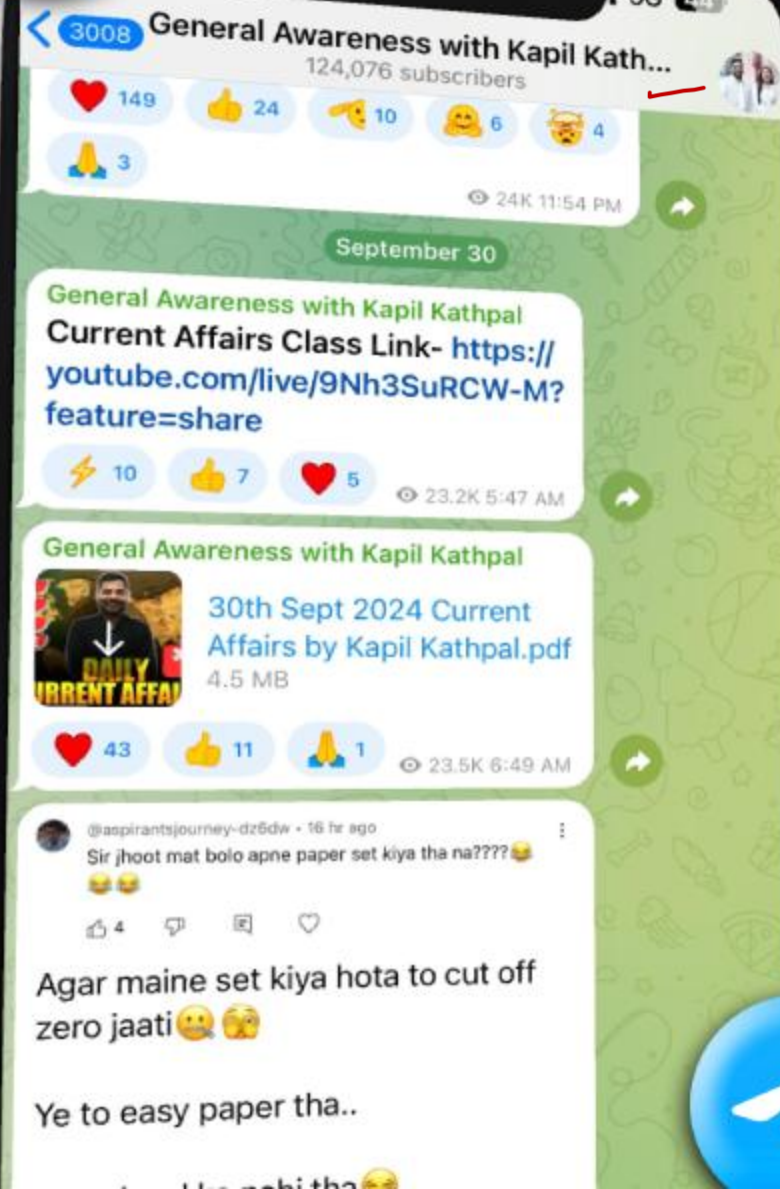 3008 General Awareness with Kapil Kath...
124,076 subscribers
149 24 10 6 4
3
24K 11:54 PM
September 30
General Awareness with Kapil Kathpal
Current Affairs Class Link- https://
youtube.com/live/9Nh3SuRCW-M?
feature=share
10 7 5 23.2K 5:47 AM
General Awareness with Kapil Kathpal
30th Sept 2024 Current
Affairs by Kapil Kathpal.pdf
4.5 MB
DAILY
URRENT AFFAI
43 11 1 23.5K 6:49 AM
@aspirantsjourney-dz6dw • 16 hr ago
Sir jhoot mat bolo apne paper set kiya tha na????😂
😂😂
4
Agar maine set kiya hota to cut off
zero jaati🤐🫣
Ye to easy paper tha..
nahi tha😂